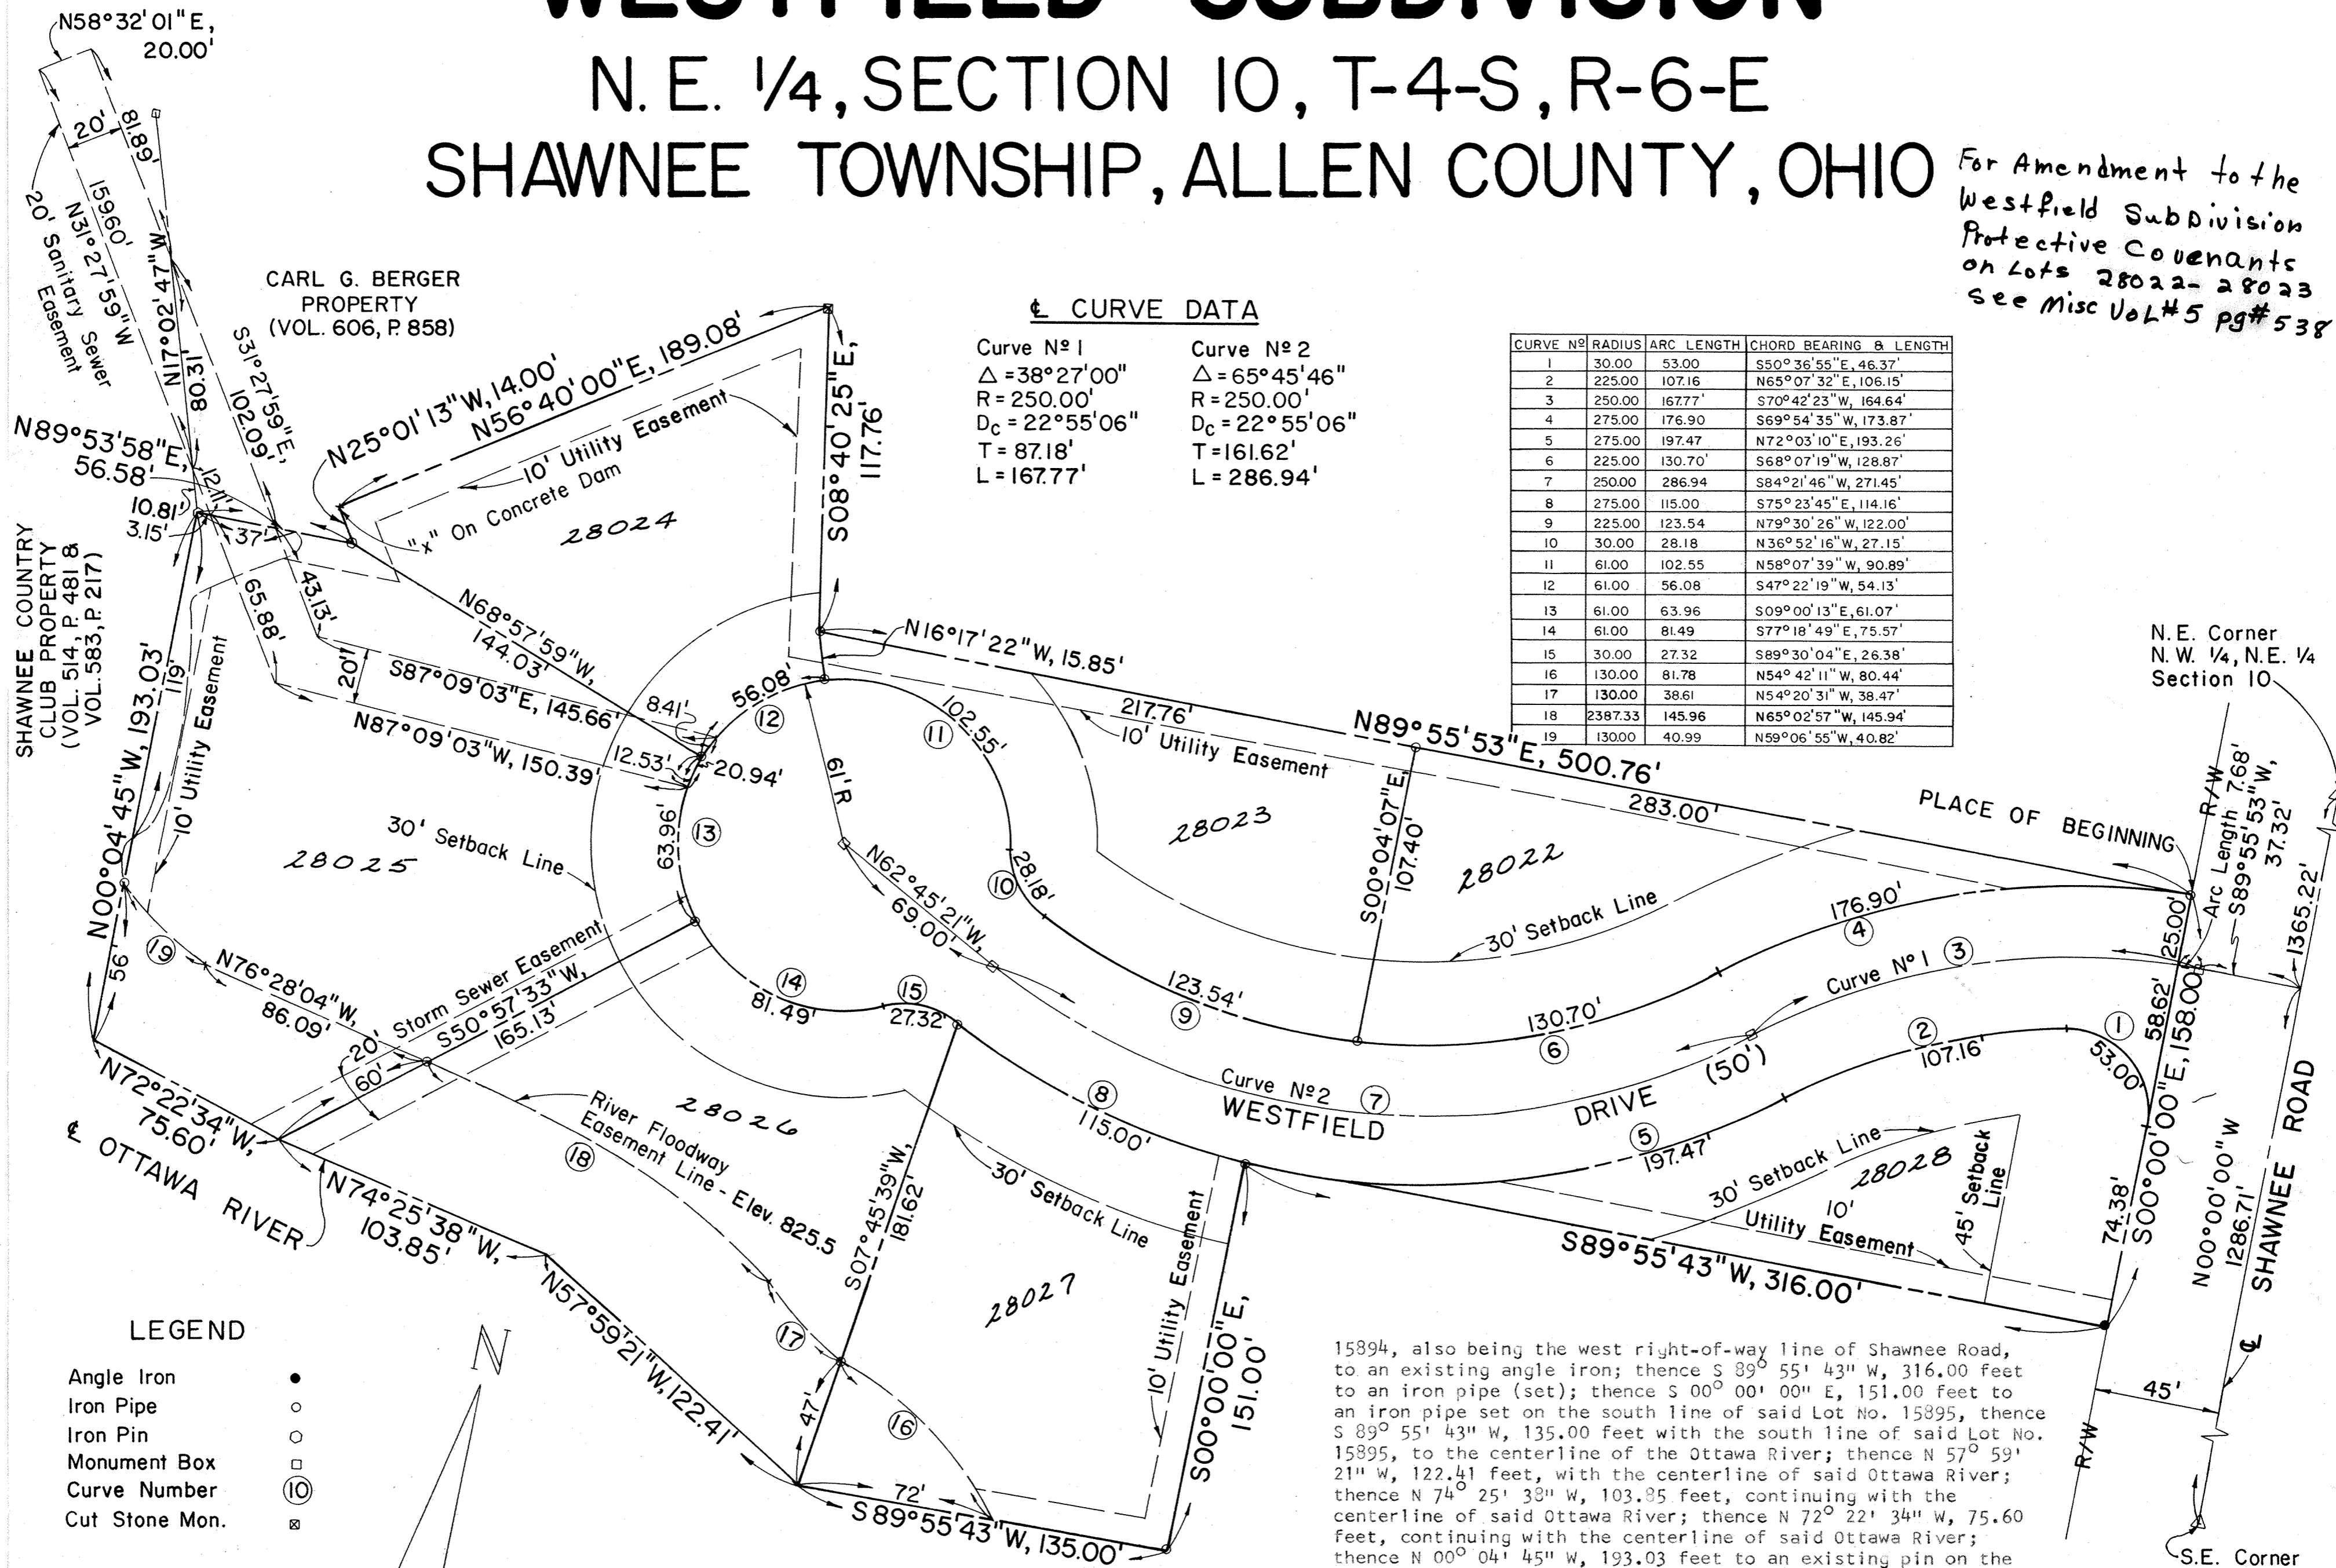 WESTFIELD SUBDIVISION
N. E. 1/4, SECTION 10, T-4-S, R-6-E
SHAWNEE TOWNSHIP, ALLEN COUNTY, OHIO
For Amendment to the
Westfield SubDivision
Protective Covenants
on Lots 28022- 28023
See Misc Vol#5 pg#538
N58°32'01"E,
20.00'
20'
81.89'
159.60'
N31°27'59"W
20' Sanitary Sewer
Easement
N17°02'47"W
80.31'
S31°27'59"E,
102.09'
CARL G. BERGER
PROPERTY
(VOL. 606, P. 858)
N25°01'13"W, 14.00'
N56°40'00"E, 189.08'
10' Utility Easement
"x" On Concrete Dam
28024
S08°40'25"E,
117.76'
N89°53'58"E,
56.58'
12.11'
10.81'
3.15'
37'
SHAWNEE COUNTRY
CLUB PROPERTY
(VOL. 514, P. 481 &
VOL. 583, P. 217)
65.88'
43.13'
N68°57'59"W,
144.03'
20'
S87°09'03"E, 145.66'
N87°09'03"W, 150.39'
8.41'
12.53'
20.94'
56.08'
12
N16°17'22"W, 15.85'
102.55'
11
61'R
63.96'
13
N00°04'45"W, 193.03'
119'
10' Utility Easement
30' Setback Line
28025
56'
19
N76°28'04"W,
86.09'
20' Storm Sewer Easement
S50°57'33"W,
165.13'
60'
14
81.49'
15
27.32'
N62°45'21"W,
69.00'
28.18'
10
123.54'
9
217.76'
10' Utility Easement
N89°55'53"E, 500.76'
283.00'
28023
S00°04'07"E,
107.40'
28022
30' Setback Line
130.70'
6
176.90'
4
PLACE OF BEGINNING
25.00'
Curve Nº 1 3
Curve Nº 2 7
WESTFIELD DRIVE (50')
2
107.16'
1
53.00'
5
197.47'
8
115.00'
58.62'
74.38'
S00°00'00"E, 158.00'
30' Setback Line
28028
45' Setback
Line
10'
Utility Easement
S89°55'43"W, 316.00'
N72°22'34"W,
75.60'
℄ OTTAWA RIVER
N74°25'38"W,
103.85'
River Floodway
Easement Line - Elev. 825.5
18
28026
S07°45'39"W,
181.62'
30' Setback Line
28027
17
16
47'
N57°59'21"W, 122.41'
72'
S89°55'43"W, 135.00'
10' Utility Easement
S00°00'00"E,
151.00'
℄ CURVE DATA
Curve Nº 1
Δ = 38°27'00"
R = 250.00'
Dc = 22°55'06"
T = 87.18'
L = 167.77'
Curve Nº 2
Δ = 65°45'46"
R = 250.00'
Dc = 22°55'06"
T = 161.62'
L = 286.94'
CURVE Nº RADIUS ARC LENGTH CHORD BEARING & LENGTH
1 30.00 53.00 S50°36'55"E, 46.37'
2 225.00 107.16 N65°07'32"E, 106.15'
3 250.00 167.77' S70°42'23"W, 164.64'
4 275.00 176.90 S69°54'35"W, 173.87'
5 275.00 197.47 N72°03'10"E, 193.26'
6 225.00 130.70' S68°07'19"W, 128.87'
7 250.00 286.94 S84°21'46"W, 271.45'
8 275.00 115.00 S75°23'45"E, 114.16'
9 225.00 123.54 N79°30'26"W, 122.00'
10 30.00 28.18 N36°52'16"W, 27.15'
11 61.00 102.55 N58°07'39"W, 90.89'
12 61.00 56.08 S47°22'19"W, 54.13'
13 61.00 63.96 S09°00'13"E, 61.07'
14 61.00 81.49 S77°18'49"E, 75.57'
15 30.00 27.32 S89°30'04"E, 26.38'
16 130.00 81.78 N54°42'11"W, 80.44'
17 130.00 38.61 N54°20'31"W, 38.47'
18 2387.33 145.96 N65°02'57"W, 145.94'
19 130.00 40.99 N59°06'55"W, 40.82'
N.E. Corner
N.W. 1/4, N.E. 1/4
Section 10
R/W
Arc Length 7.68'
S89°55'53"W,
37.32'
1365.22'
N00°00'00"W
1286.71'
℄ SHAWNEE ROAD
45'
R/W
S.E. Corner
LEGEND
Angle Iron
Iron Pipe
Iron Pin
Monument Box
Curve Number 10
Cut Stone Mon.
N
15894, also being the west right-of-way line of Shawnee Road,
to an existing angle iron; thence S 89° 55' 43" W, 316.00 feet
to an iron pipe (set); thence S 00° 00' 00" E, 151.00 feet to
an iron pipe set on the south line of said Lot No. 15895, thence
S 89° 55' 43" W, 135.00 feet with the south line of said Lot No.
15895, to the centerline of the Ottawa River; thence N 57° 59'
21" W, 122.41 feet, with the centerline of said Ottawa River;
thence N 74° 25' 38" W, 103.85 feet, continuing with the
centerline of said Ottawa River; thence N 72° 22' 34" W, 75.60
feet, continuing with the centerline of said Ottawa River;
thence N 00° 04' 45" W, 193.03 feet to an existing pin on the